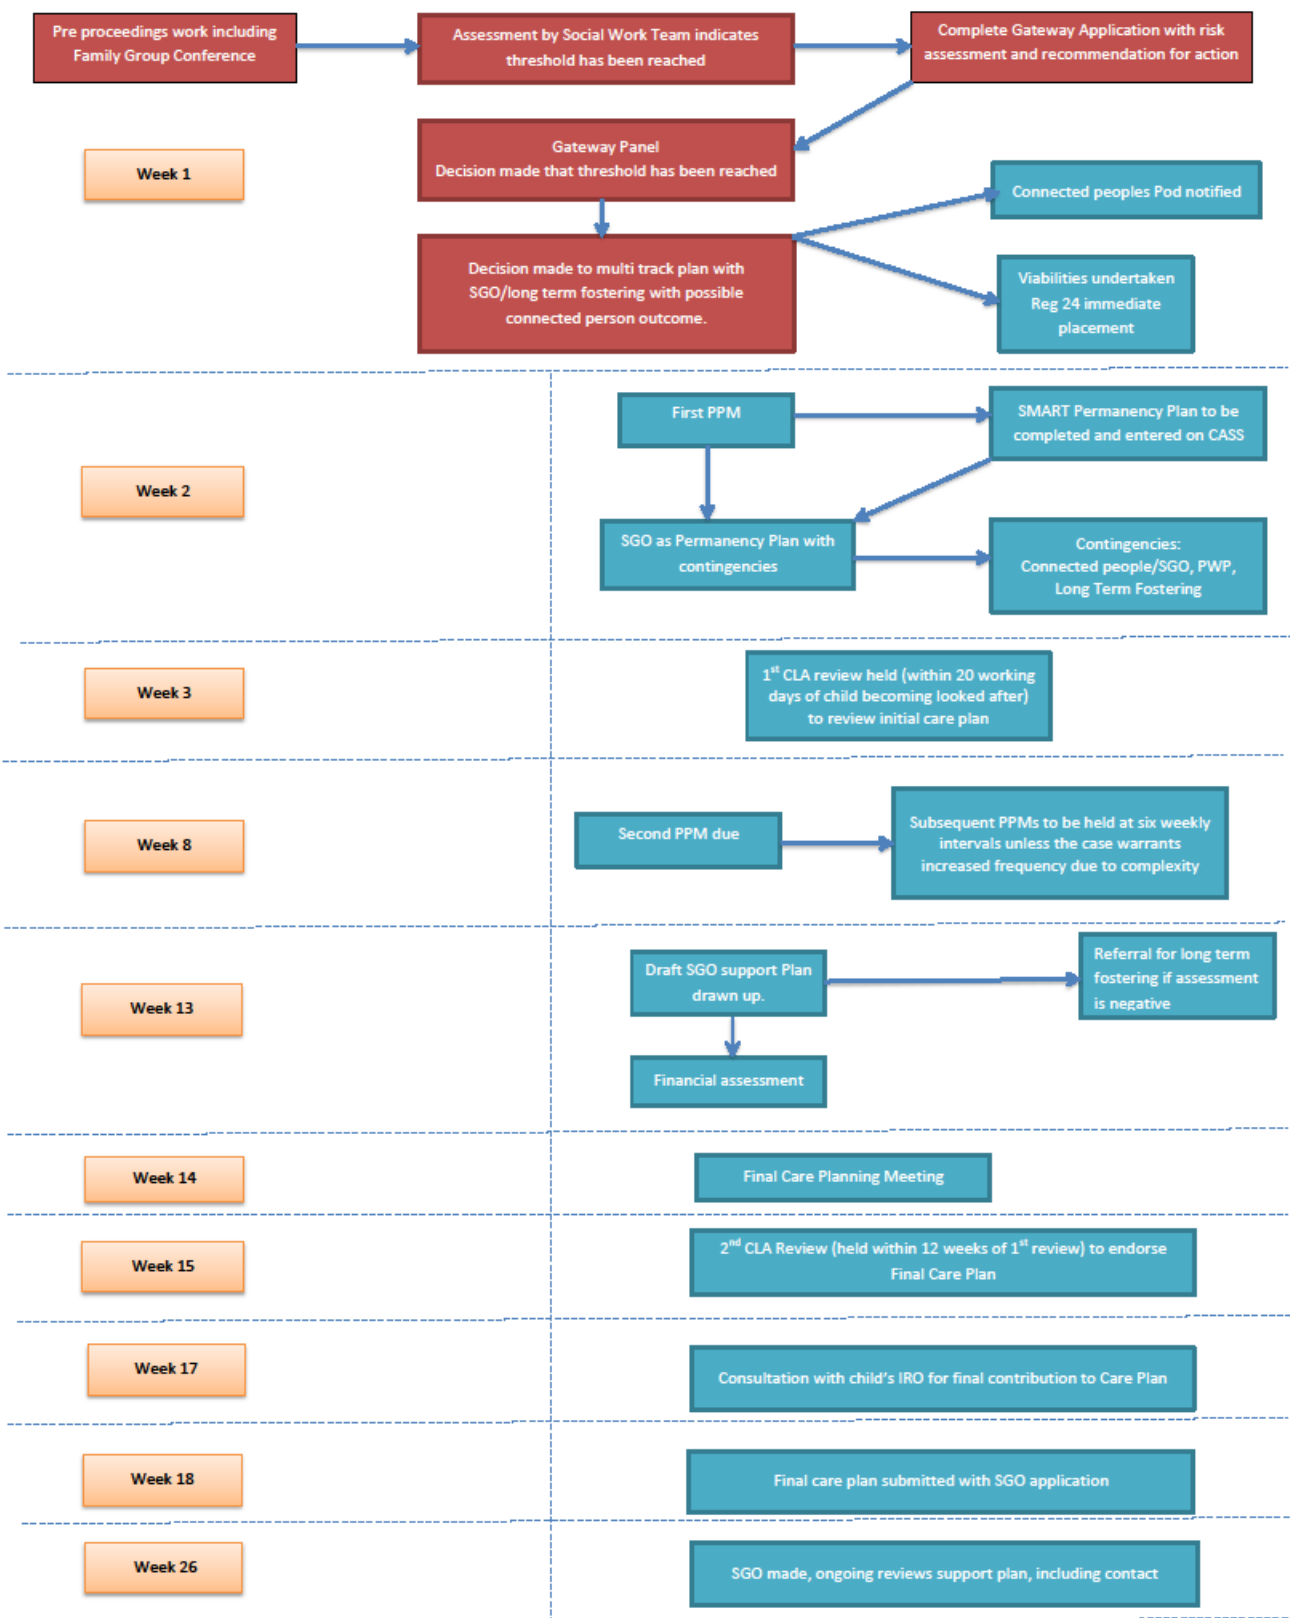 Pre proceedings work including
Family Group Conference
Assessment by Social Work Team indicates
threshold has been reached
Complete Gateway Application with risk
assessment and recommendation for action
Week 1
Gateway Panel
Decision made that threshold has been reached
Connected peoples Pod notified
Decision made to multi track plan with
SGO/long term fostering with possible
connected person outcome.
Viabilities undertaken
Reg 24 immediate
placement
Week 2
First PPM
SMART Permanency Plan to be
completed and entered on CASS
SGO as Permanency Plan with
contingencies
Contingencies:
Connected people/SGO, PWP,
Long Term Fostering
Week 3
1st CLA review held (within 20 working
days of child becoming looked after)
to review initial care plan
Week 8
Second PPM due
Subsequent PPMs to be held at six weekly
intervals unless the case warrants
increased frequency due to complexity
Week 13
Draft SGO support Plan
drawn up.
Referral for long term
fostering if assessment
is negative
Financial assessment
Week 14
Final Care Planning Meeting
Week 15
2nd CLA Review (held within 12 weeks of 1st review) to endorse
Final Care Plan
Week 17
Consultation with child's IRO for final contribution to Care Plan
Week 18
Final care plan submitted with SGO application
Week 26
SGO made, ongoing reviews support plan, including contact